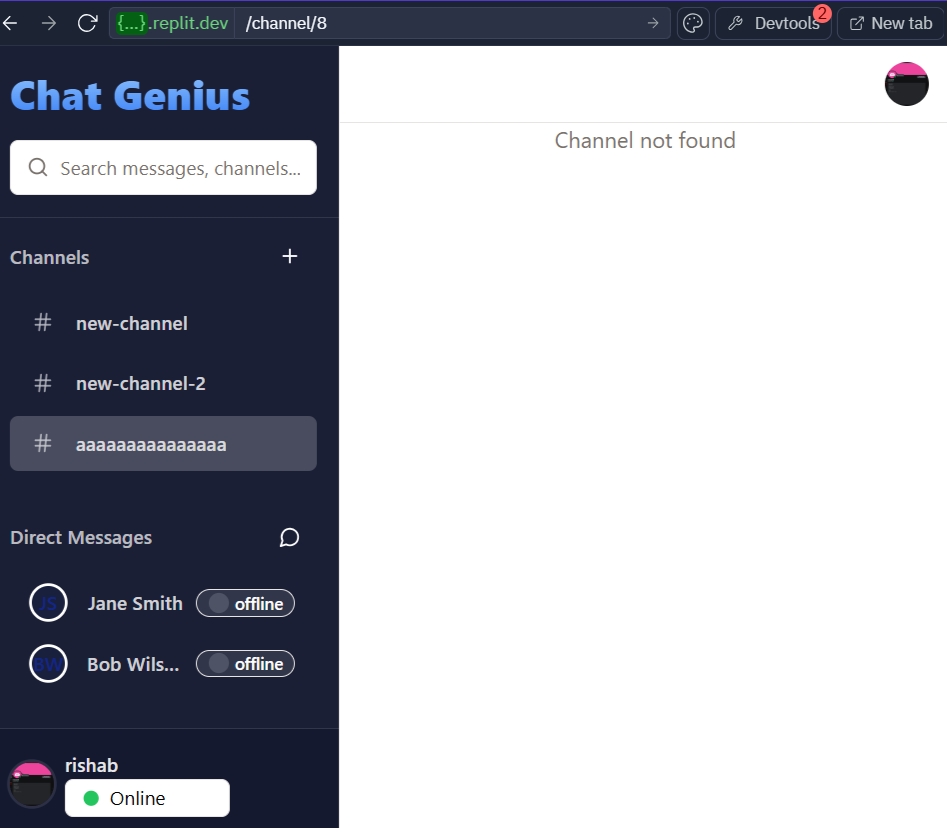 {...}.replit.dev /channel/8
Devtools 2
New tab
Chat Genius
Channel not found
Search messages, channels...
Channels
# new-channel
# new-channel-2
# aaaaaaaaaaaaaaa
Direct Messages
JS Jane Smith offline
BW Bob Wils... offline
rishab
Online